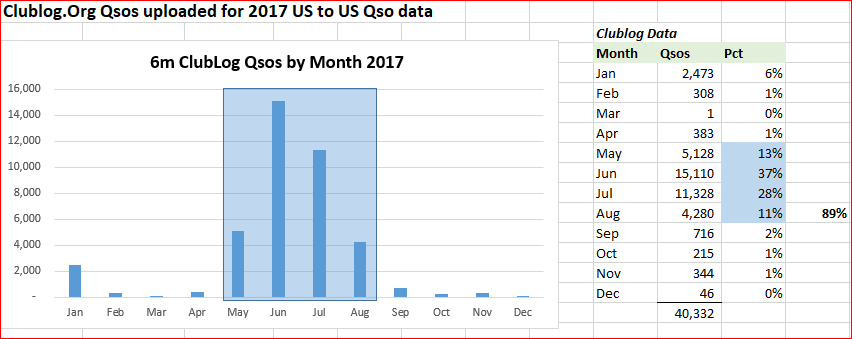 Clublog.Org Qsos uploaded for 2017 US to US Qso data
6m ClubLog Qsos by Month 2017
16,000
14,000
12,000
10,000
8,000
6,000
4,000
2,000
-
Jan Feb Mar Apr May Jun Jul Aug Sep Oct Nov Dec
Clublog Data
Month Qsos Pct
Jan 2,473 6%
Feb 308 1%
Mar 1 0%
Apr 383 1%
May 5,128 13%
Jun 15,110 37%
Jul 11,328 28%
Aug 4,280 11% 89%
Sep 716 2%
Oct 215 1%
Nov 344 1%
Dec 46 0%
40,332